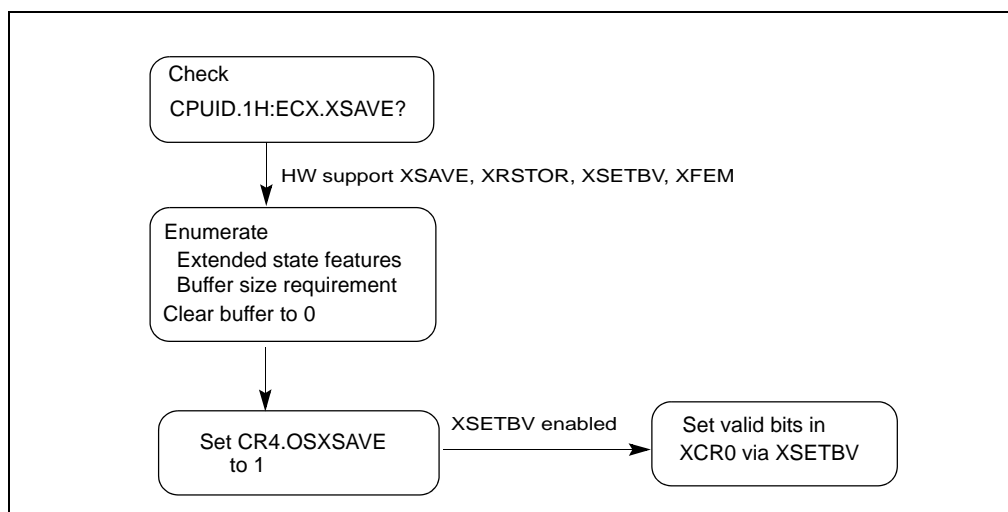 Check
CPUID.1H:ECX.XSAVE?
HW support XSAVE, XRSTOR, XSETBV, XFEM
Enumerate
Extended state features
Buffer size requirement
Clear buffer to 0
Set CR4.OSXSAVE
to 1
XSETBV enabled
Set valid bits in
XCR0 via XSETBV